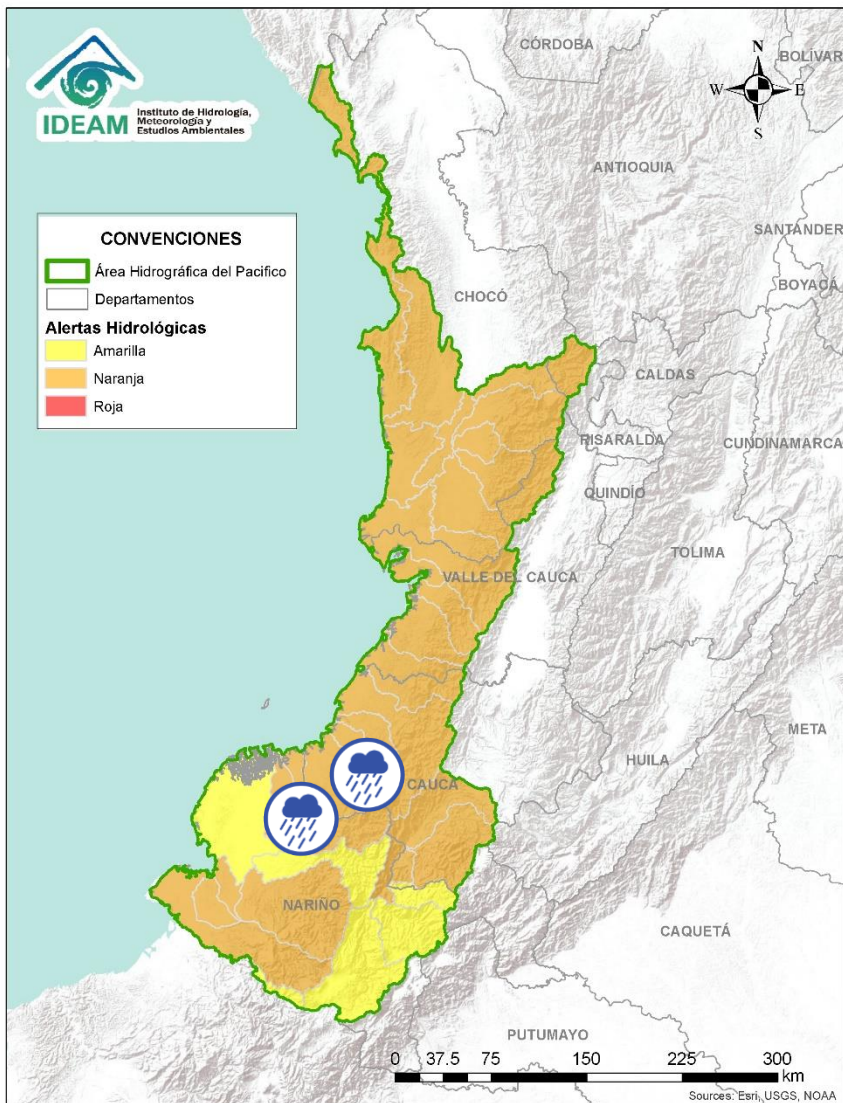 IDEAM
Instituto de Hidrología,
Meteorología y
Estudios Ambientales
N
W
E
S
CÓRDOBA
BOLÍVAR
ANTIOQUIA
SANTANDER
BOYACÁ
CHOCÓ
CONVENCIONES
Área Hidrográfica del Pacifico
Departamentos
Alertas Hidrológicas
Amarilla
Naranja
Roja
CALDAS
RISARALDA
CUNDINAMARCA
QUINDÍO
TOLIMA
VALLE DEL CAUCA
META
HUILA
CAUCA
NARIÑO
CAQUETÁ
PUTUMAYO
0 37.5 75 150 225 300
km
Sources: Esri, USGS, NOAA